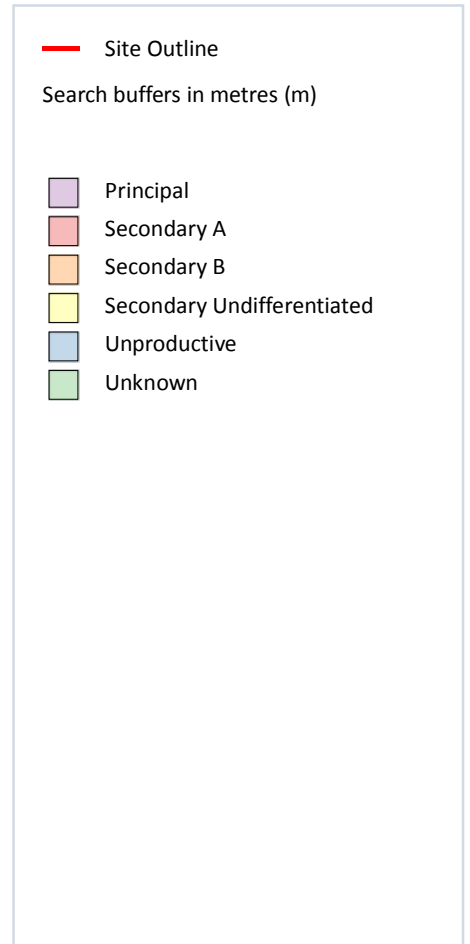 Site Outline
Search buffers in metres (m)
Principal
Secondary A
Secondary B
Secondary Undifferentiated
Unproductive
Unknown